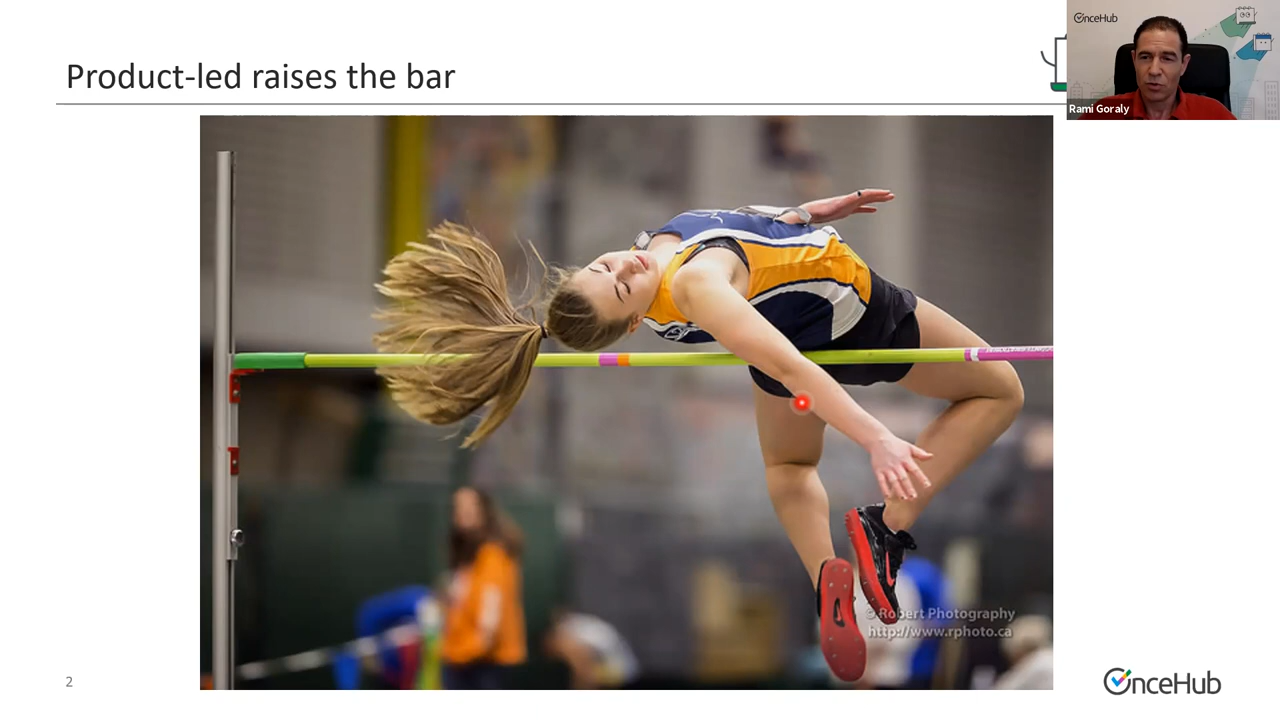 Product-led raises the bar
OnceHub
Rami Goraly
© Robert Photography
http://www.rphoto.ca
2
OnceHub